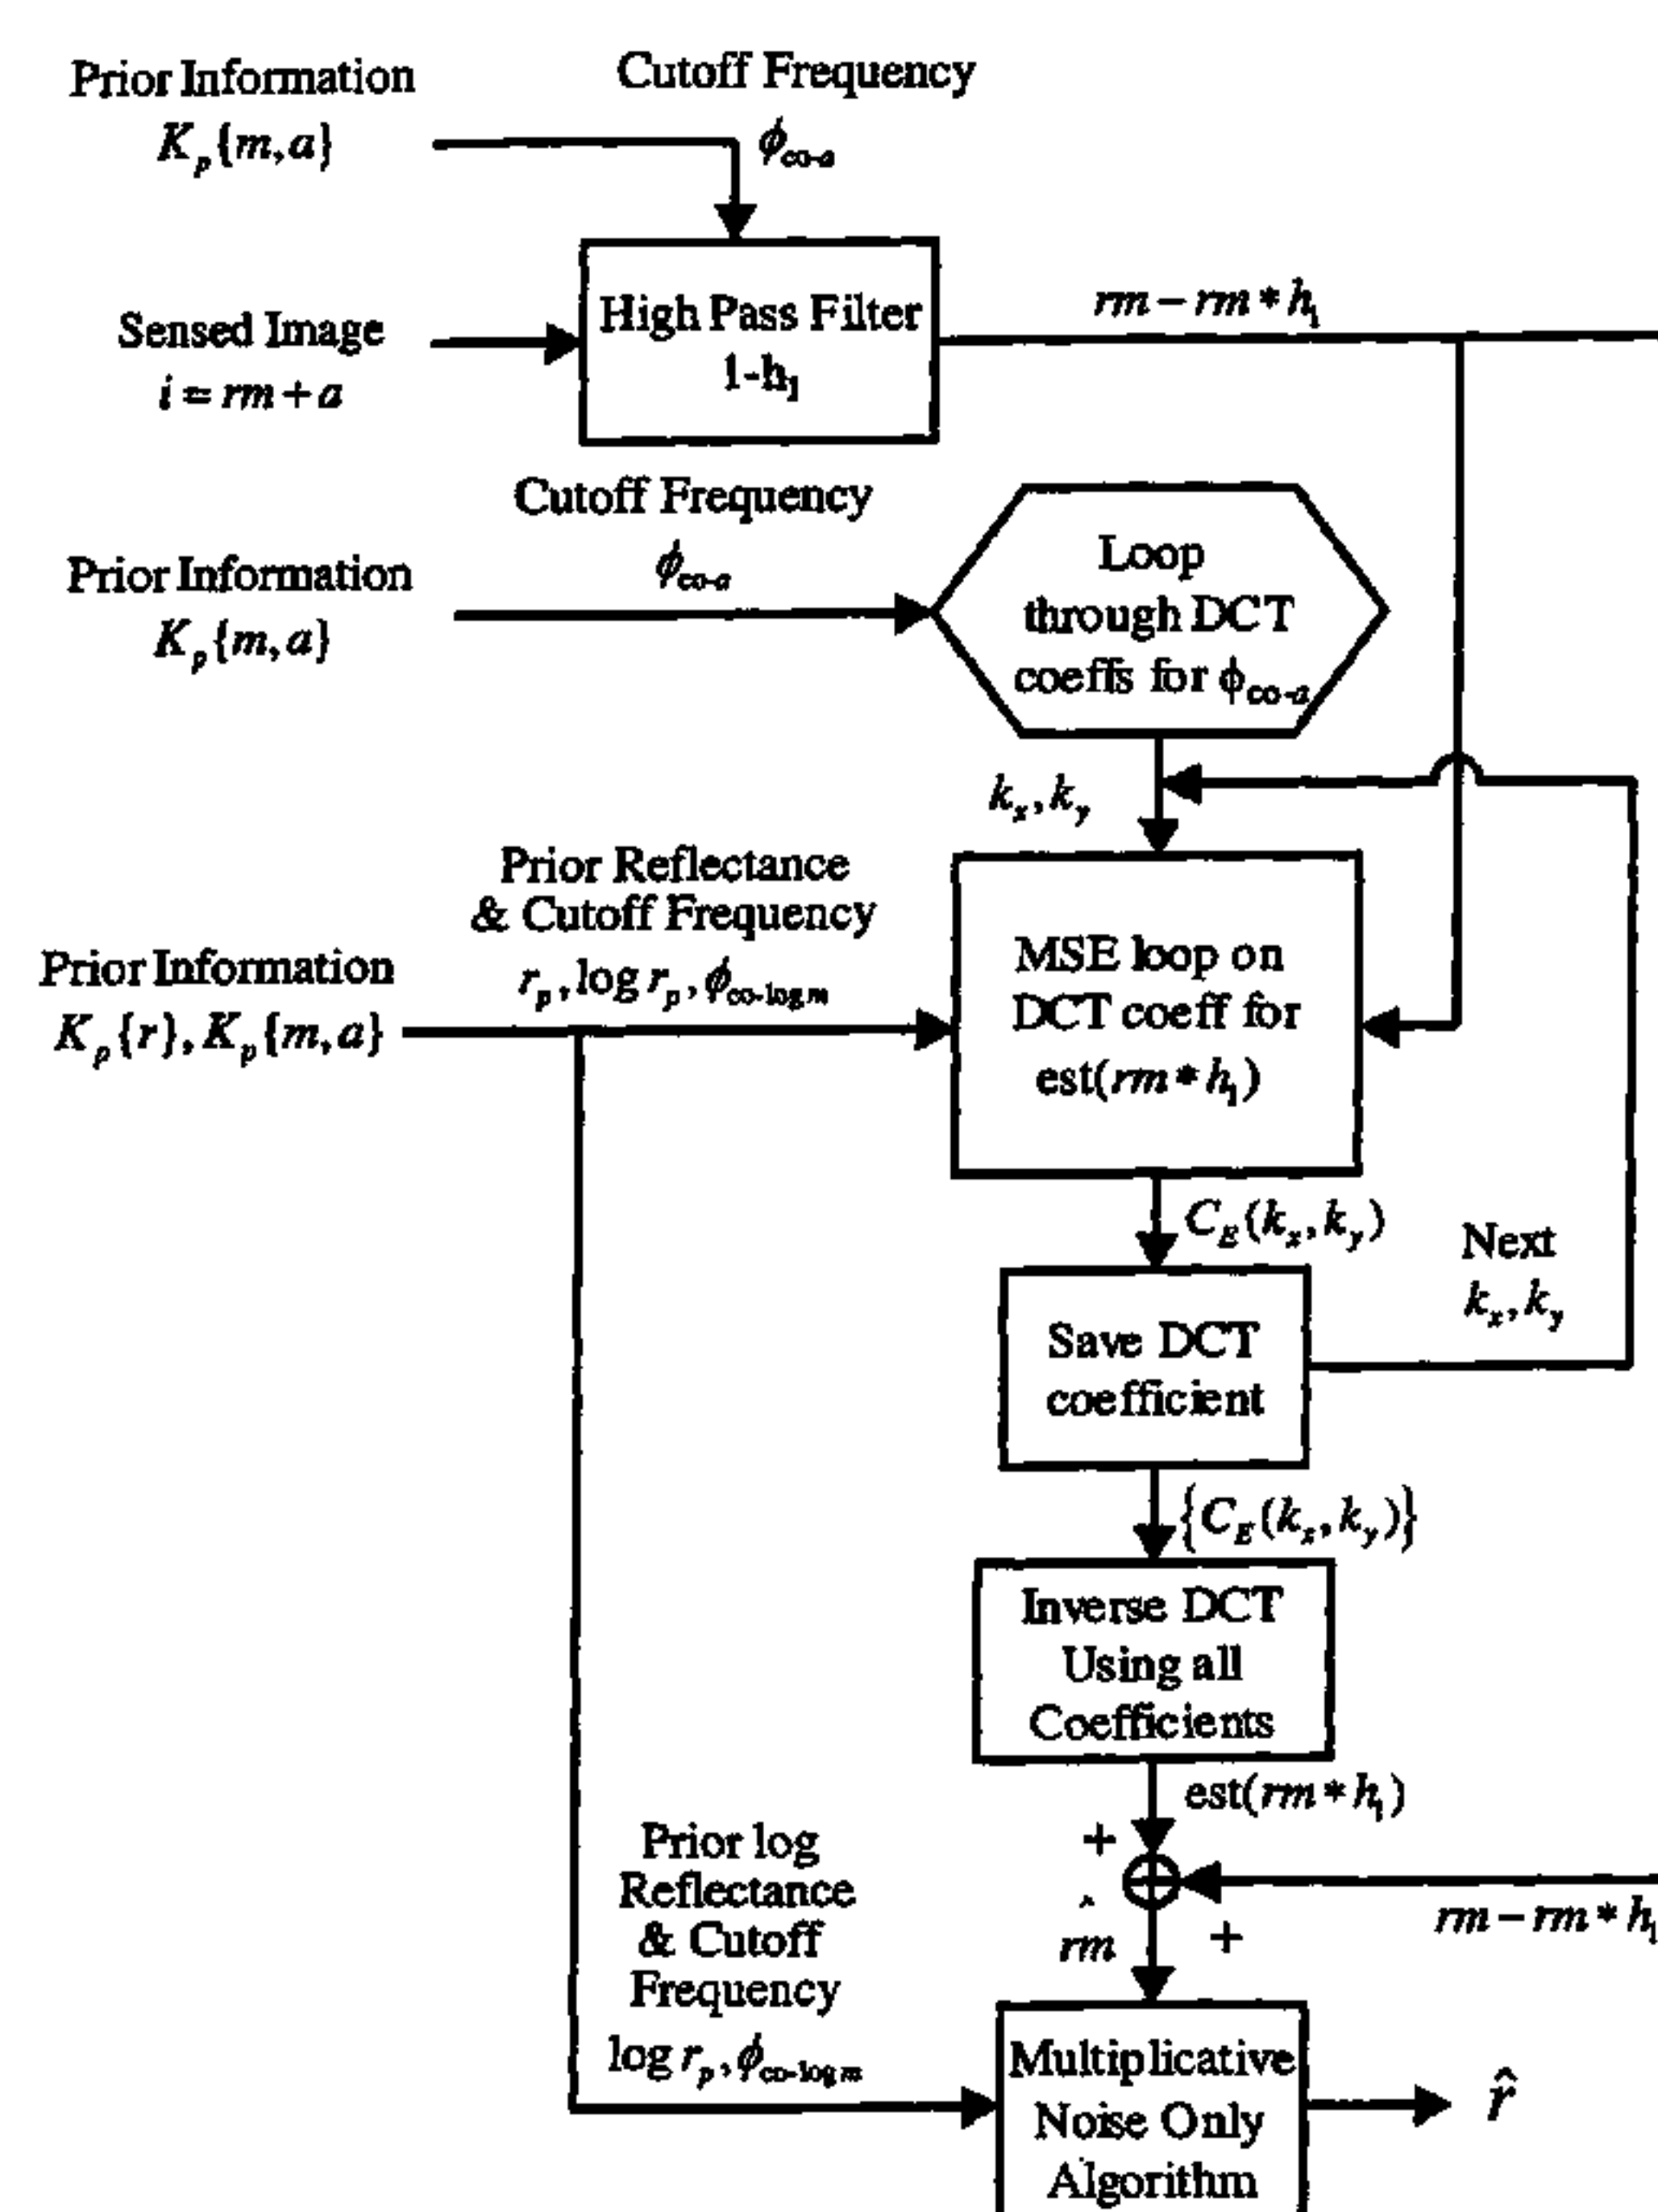 Prior Information
K_p{m,a}
Cutoff Frequency
ϕ_co-a
Sensed Image
i = rm + a
High Pass Filter
1-h_1
rm − rm * h_1
Cutoff Frequency
ϕ_co-a
Prior Information
K_p{m,a}
Loop
through DCT
coeffs for ϕ_co-a
k_x, k_y
Prior Reflectance
& Cutoff Frequency
r_p, log r_p, ϕ_co-log m
Prior Information
K_p{r}, K_p{m,a}
MSE loop on
DCT coeff for
est(rm * h_1)
C_E(k_x, k_y)
Next
k_x, k_y
Save DCT
coefficient
{C_E(k_x, k_y)}
Inverse DCT
Using all
Coefficients
est(rm * h_1)
+
rm − rm * h_1
+
r̂m
Prior log
Reflectance
& Cutoff
Frequency
log r_p, ϕ_co-log m
Multiplicative
Noise Only
Algorithm
r̂